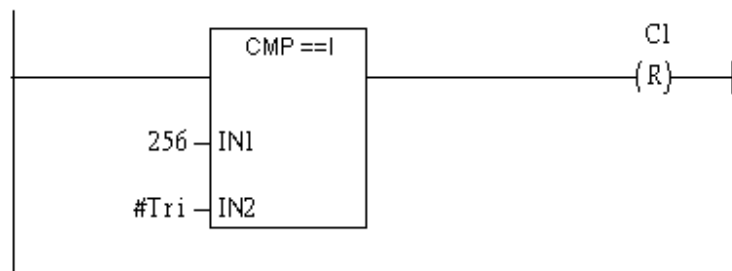 CMP ==I
C1
(R)
256
IN1
#Tri
IN2